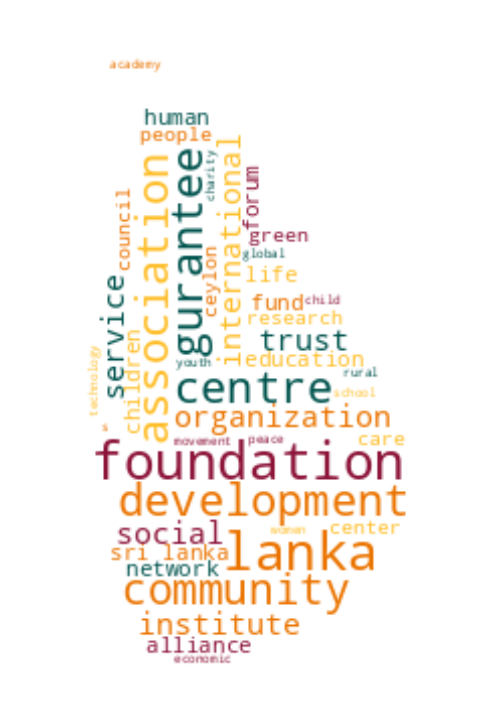 academy
human
people
association
gurantee
charity
international
forum
council
green
global
ceylon
life
service
fund
child
research
trust
children
technology
youth
education
rural
centre
school
s
organization
movement
peace
care
foundation
development
social
women
center
sri lanka
lanka
network
community
institute
alliance
economic